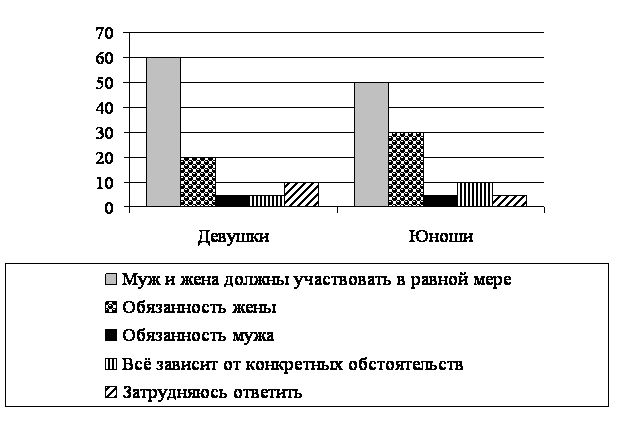 70
60
50
40
30
20
10
0
Девушки Юноши
Муж и жена должны участвовать в равной мере
Обязанность жены
Обязанность мужа
Всё зависит от конкретных обстоятельств
Затрудняюсь ответить